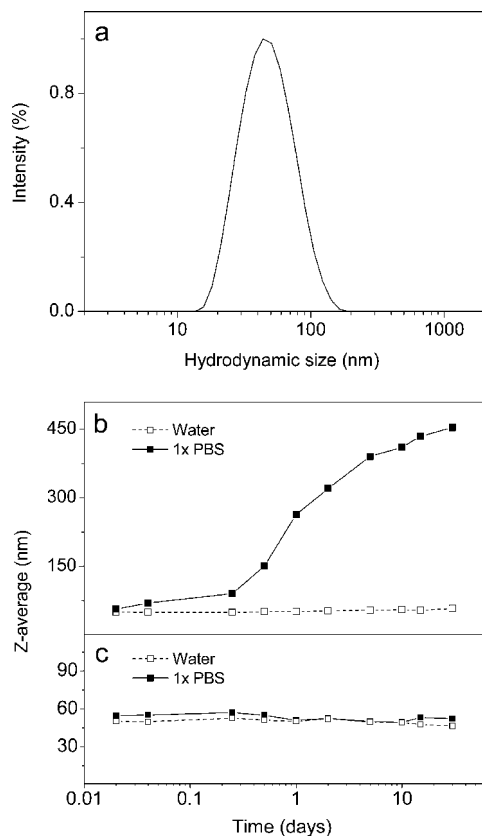 a
Intensity (%)
0.8
0.4
0.0
10
100
1000
Hydrodynamic size (nm)
b
Water
1x PBS
450
300
150
Z-average (nm)
c
Water
1x PBS
90
60
30
0.01
0.1
1
10
Time (days)